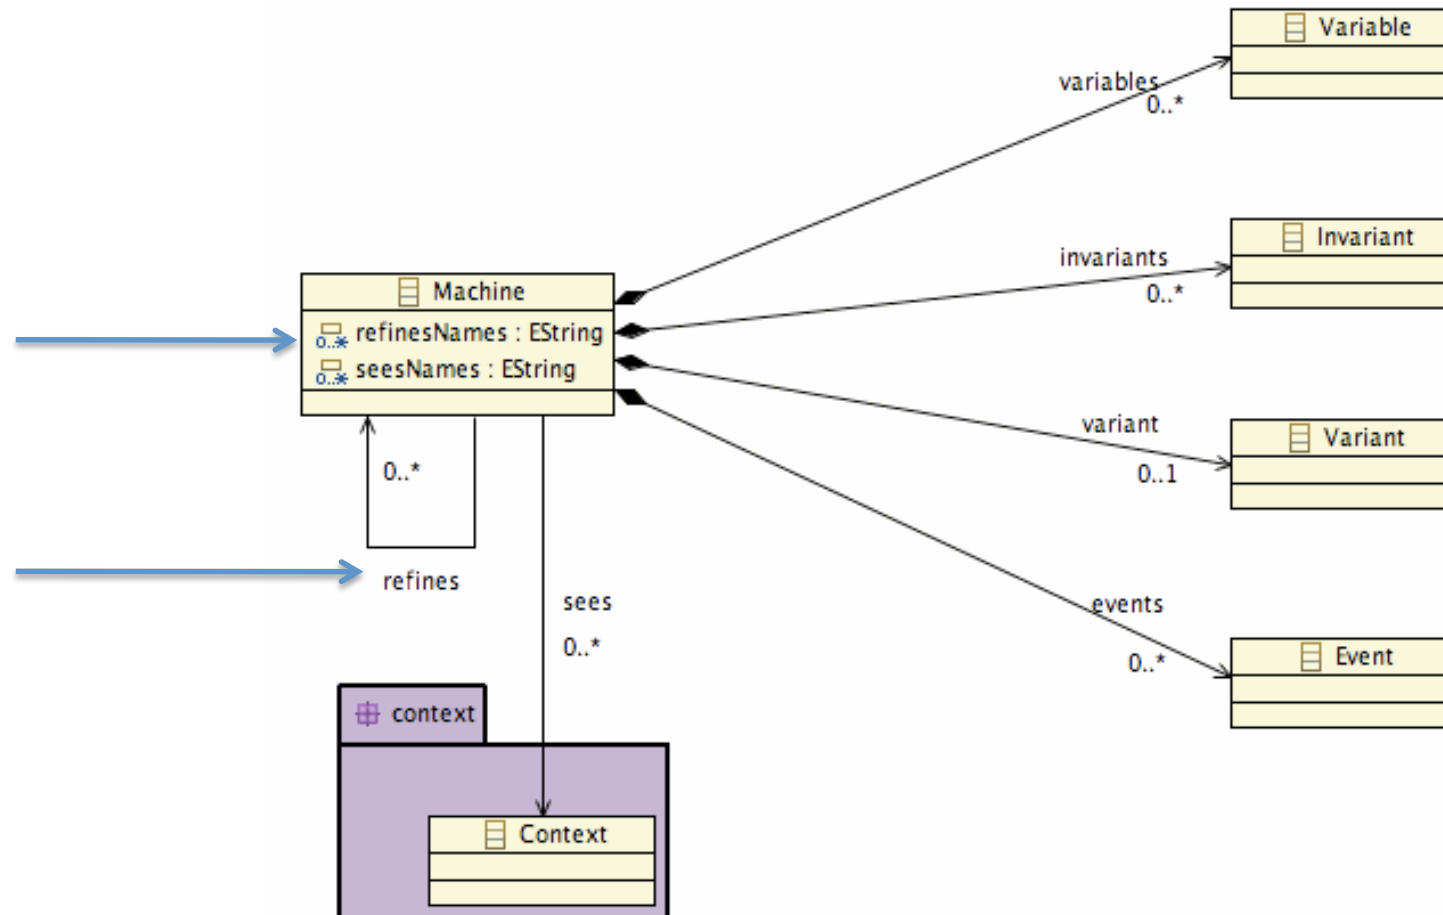 Variable
variables
0..*
Invariant
invariants
0..*
Machine
0..* refinesNames : EString
0..* seesNames : EString
variant
0..1
Variant
0..*
refines
sees
0..*
events
0..*
Event
context
Context